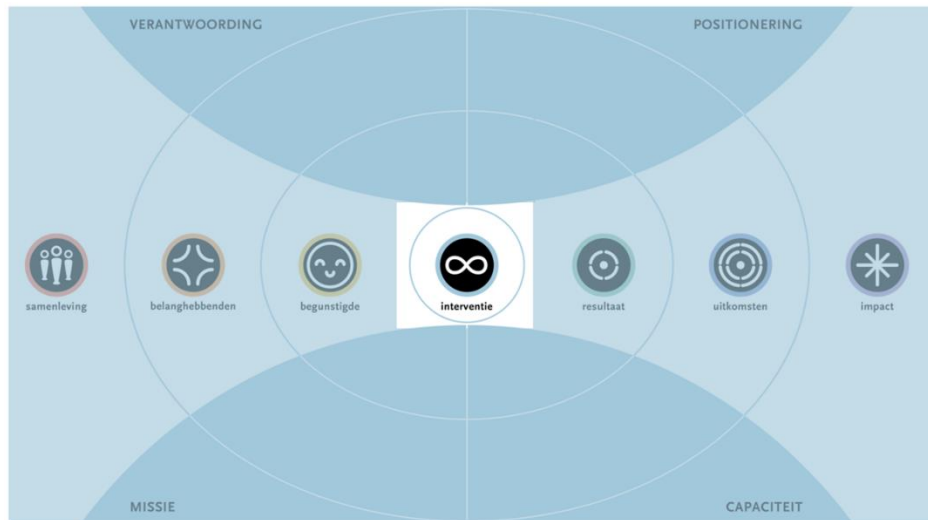 VERANTWOORDING
POSITIONERING
samenleving
belanghebbenden
begunstigde
interventie
resultaat
uitkomsten
impact
MISSIE
CAPACITEIT